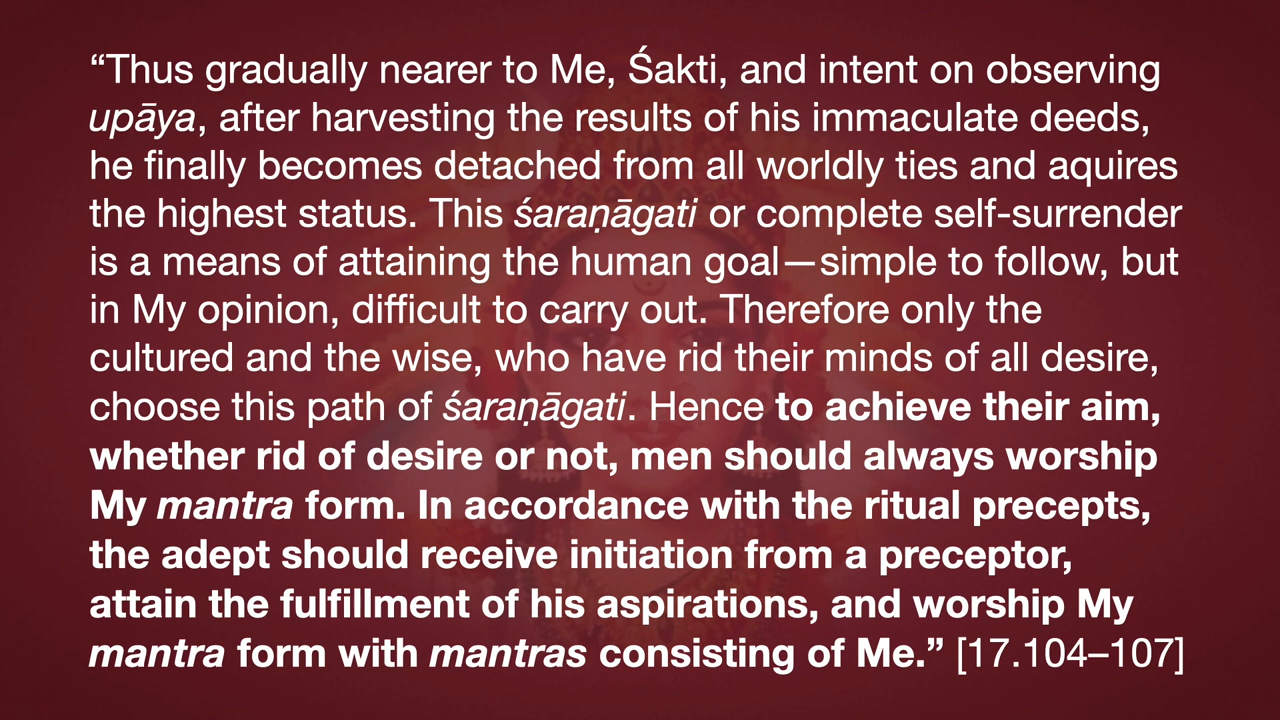 “Thus gradually nearer to Me, Śakti, and intent on observing
upāya, after harvesting the results of his immaculate deeds,
he finally becomes detached from all worldly ties and aquires
the highest status. This śaraṇāgati or complete self-surrender
is a means of attaining the human goal—simple to follow, but
in My opinion, difficult to carry out. Therefore only the
cultured and the wise, who have rid their minds of all desire,
choose this path of śaraṇāgati. Hence to achieve their aim,
whether rid of desire or not, men should always worship
My mantra form. In accordance with the ritual precepts,
the adept should receive initiation from a preceptor,
attain the fulfillment of his aspirations, and worship My
mantra form with mantras consisting of Me.” [17.104–107]